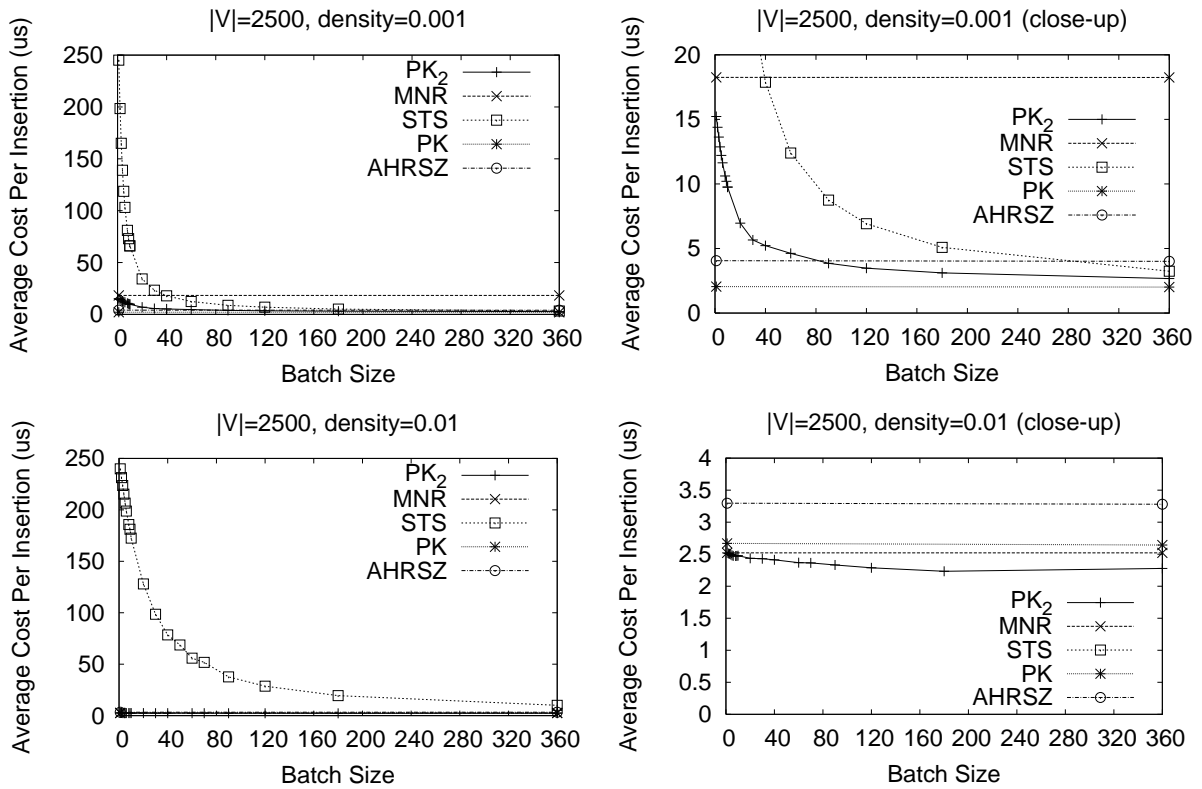 |V|=2500, density=0.001
Average Cost Per Insertion (us)
250
200
150
100
50
0
0 40 80 120 160 200 240 280 320 360
Batch Size
PK2
MNR
STS
PK
AHRSZ
|V|=2500, density=0.001 (close-up)
Average Cost Per Insertion (us)
20
15
10
5
0
0 40 80 120 160 200 240 280 320 360
Batch Size
PK2
MNR
STS
PK
AHRSZ
|V|=2500, density=0.01
Average Cost Per Insertion (us)
250
200
150
100
50
0
0 40 80 120 160 200 240 280 320 360
Batch Size
PK2
MNR
STS
PK
AHRSZ
|V|=2500, density=0.01 (close-up)
Average Cost Per Insertion (us)
4
3.5
3
2.5
2
1.5
1
0.5
0
0 40 80 120 160 200 240 280 320 360
Batch Size
PK2
MNR
STS
PK
AHRSZ